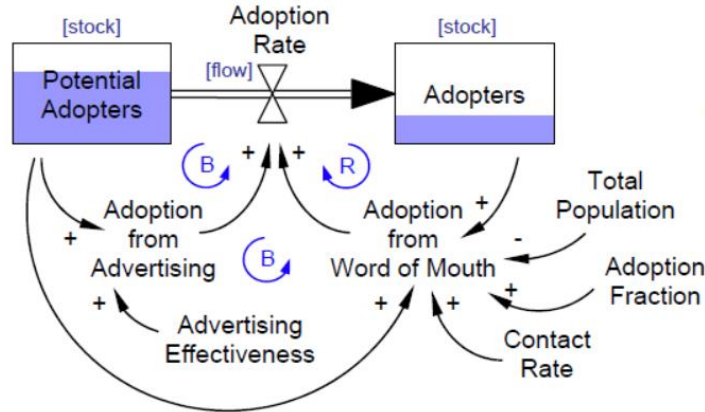 [stock]
Adoption
Rate
[stock]
[flow]
Potential
Adopters
Adopters
B
+
+
R
+
Adoption
from
Advertising
+
B
Adoption
from
Word of Mouth
+
-
Total
Population
+
Adoption
Fraction
+
Advertising
Effectiveness
+
+
Contact
Rate